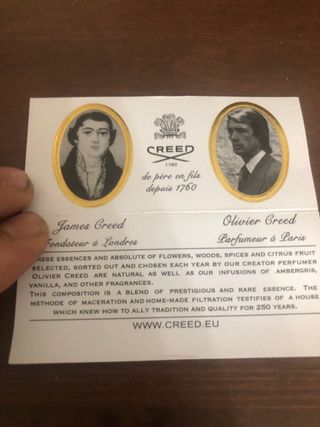 CREED
1760
de père en fils
depuis 1760
James Creed
Fondateur à Londres
Olivier Creed
Parfumeur à Paris
THESE ESSENCES AND ABSOLUTE OF FLOWERS, WOODS, SPICES AND CITRUS FRUIT
SELECTED, SORTED OUT AND CHOSEN EACH YEAR BY OUR CREATOR PERFUMER
OLIVIER CREED ARE NATURAL AS WELL AS OUR INFUSIONS OF AMBERGRIS,
VANILLA, AND OTHER FRAGRANCES.
THIS COMPOSITION IS A BLEND OF PRESTIGIOUS AND RARE ESSENCE. THE
METHODE OF MACERATION AND HOME-MADE FILTRATION TESTIFIES OF A HOUSE
WHICH KNEW HOW TO ALLY TRADITION AND QUALITY FOR 250 YEARS.
WWW.CREED.EU